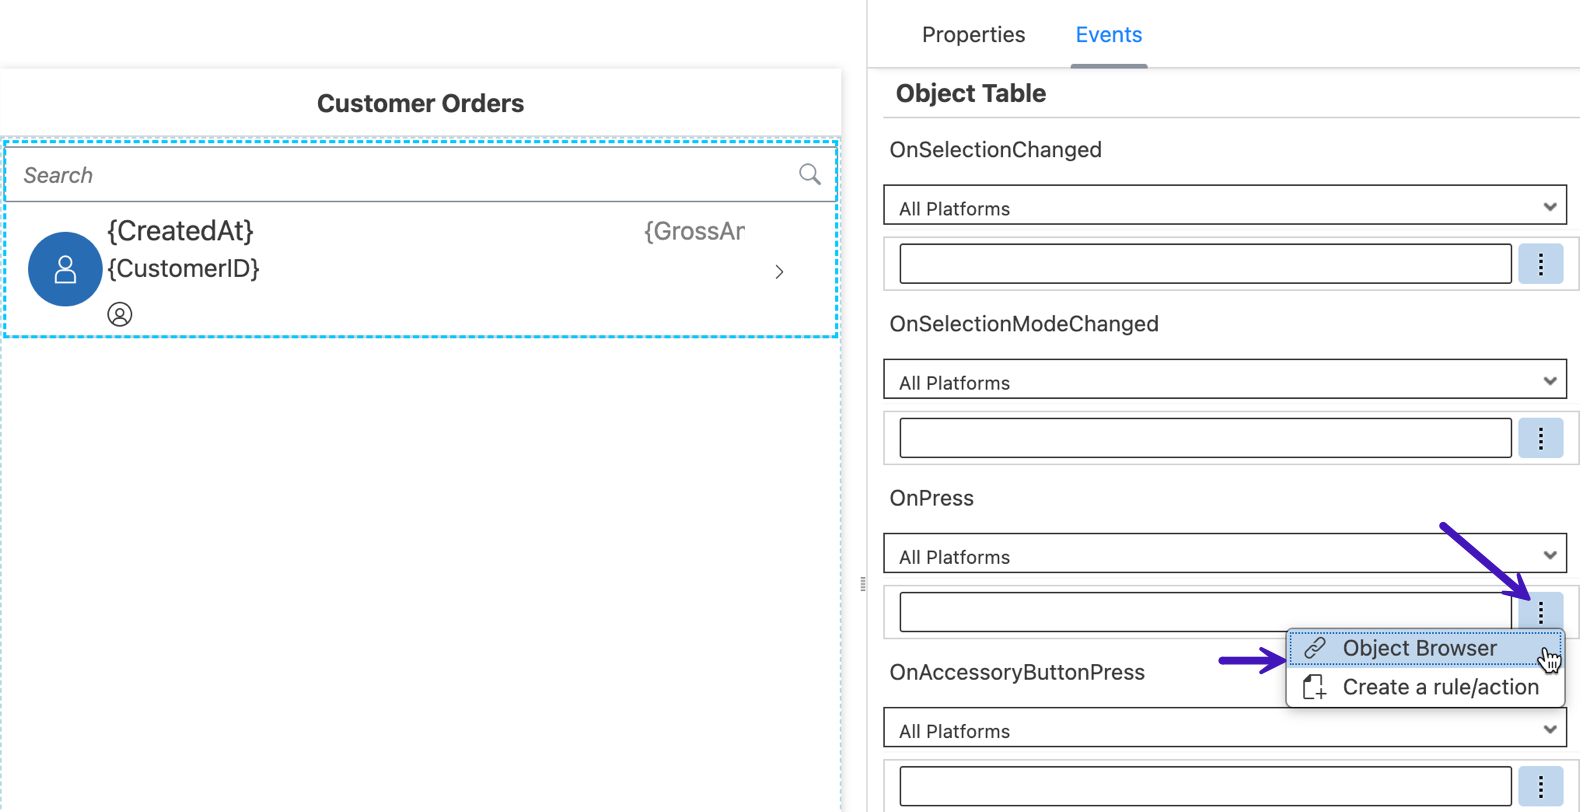 Properties
Events
Customer Orders
Search
{CreatedAt}
{GrossAr
{CustomerID}
Object Table
OnSelectionChanged
All Platforms
OnSelectionModeChanged
All Platforms
OnPress
All Platforms
Object Browser
Create a rule/action
OnAccessoryButtonPress
All Platforms